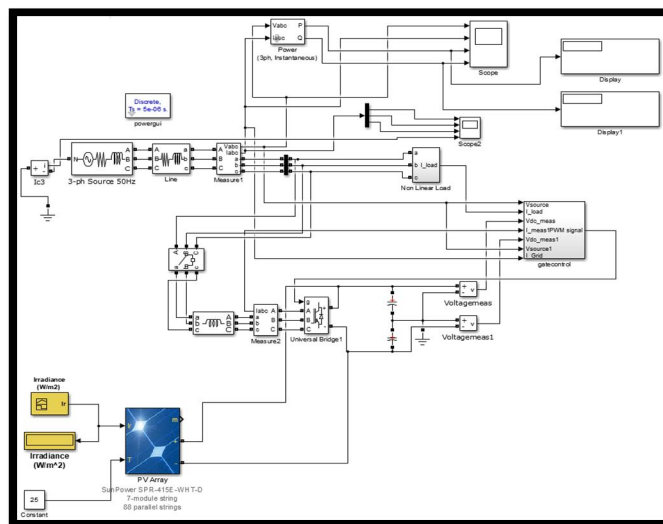 Vabc
Iabc
P
Q
Power
(3ph, Instantaneous)
Scope
Display
Display1
Discrete,
Ts = 5e-06 s.
powergui
Scope2
Ic3
i
+
-
N
A
B
C
3-ph Source 50Hz
A
B
C
a
b
c
Line
A
B
C
Vabc
Iabc
a
b
c
Measure1
a
b
c
I_load
Non Linear Load
Vsource
I_load
Vdc_meas
I_meas1
PWM signal
Vdc_meas1
Vsource1
I_Grid
gatecontrol
A
B
C
a
b
c
a
b
c
A
B
C
Iabc
a
b
c
A
B
C
Measure2
g
A
B
C
+
-
Universal Bridge1
+
-
v
Voltagemeas
+
-
v
Voltagemeas1
Irradiance
(W/m2)
Ir
Irradiance
(W/m^2)
Ir
T
m
+
-
PV Array
SunPower SPR-415E-WHT-D
7-module string
88 parallel strings
25
Constant